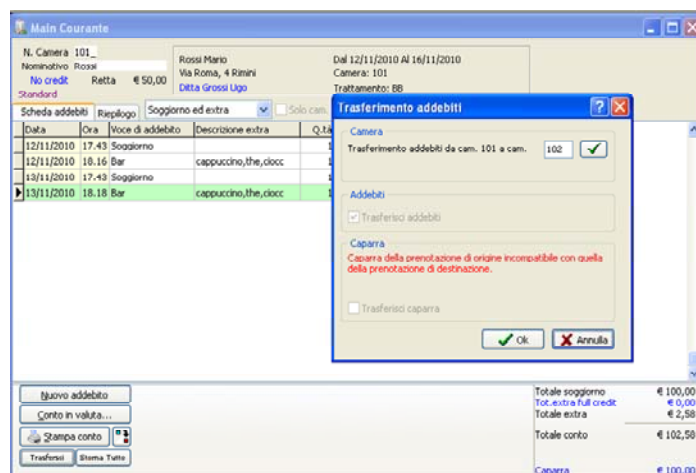 Main Courante
N. Camera 101_
Nominativo Rossi
No credit Retta € 50,00
Standard
Rossi Mario
Via Roma, 4 Rimini
Ditta Grossi Ugo
Dal 12/11/2010 Al 16/11/2010
Camera: 101
Trattamento: BB
Scheda addebiti Riepilogo Soggiorno ed extra Solo cam.
Data Ora Voce di addebito Descrizione extra Q.tà
12/11/2010 17.43 Soggiorno 1
12/11/2010 18.16 Bar cappuccino,the,ciocc 1
13/11/2010 17.43 Soggiorno 1
13/11/2010 18.18 Bar cappuccino,the,ciocc 1
Trasferimento addebiti
Camera
Trasferimento addebiti da cam. 101 a cam. 102
Addebiti
Trasferisci addebiti
Caparra
Caparra della prenotazione di origine incompatibile con quella
della prenotazione di destinazione.
Trasferisci caparra
Ok Annulla
Nuovo addebito
Conto in valuta...
Stampa conto
Trasferisci Storna Tutto
Totale soggiorno € 100,00
Tot.extra full credit € 0,00
Totale extra € 2,58
Totale conto € 102,58
Caparra € 100,00